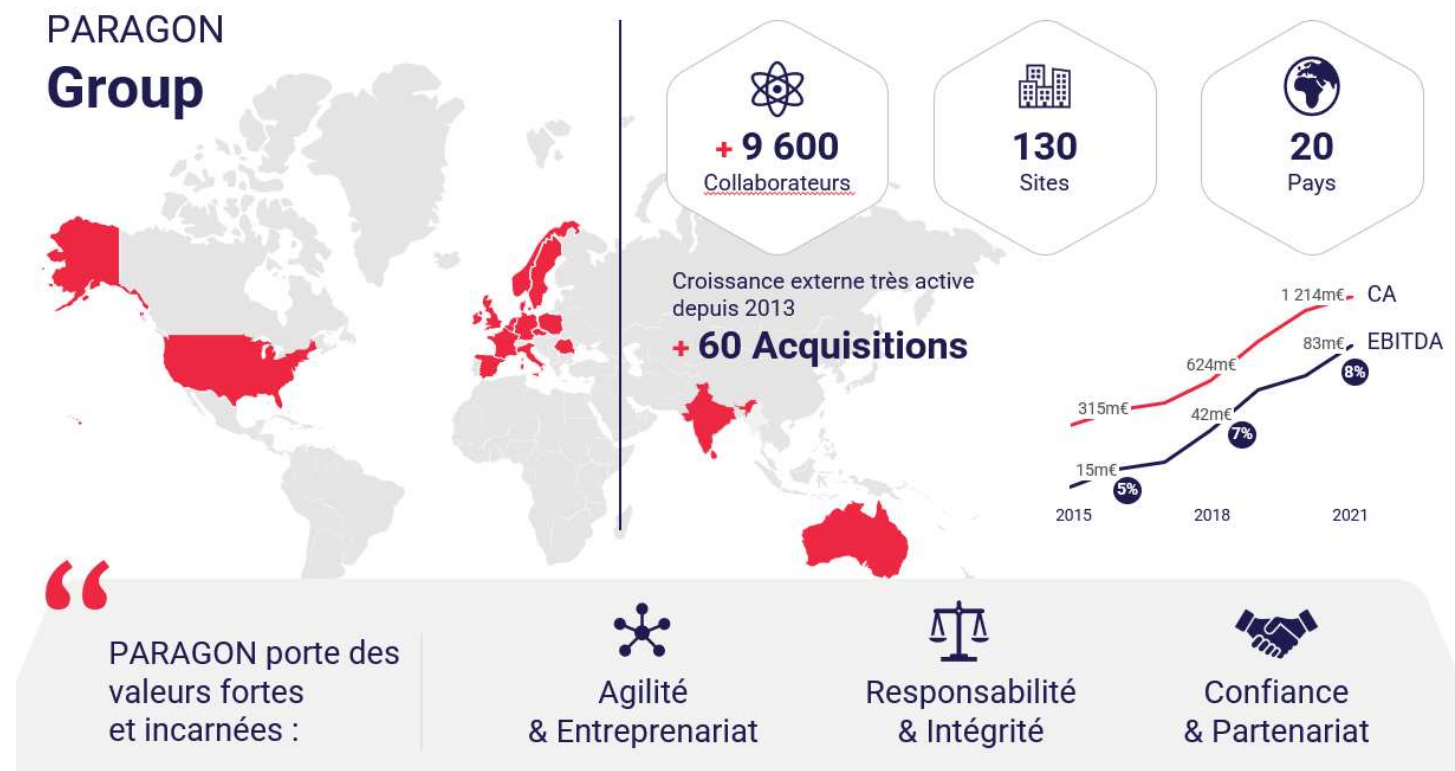 PARAGON
Group
+ 9 600
Collaborateurs
130
Sites
20
Pays
Croissance externe très active
depuis 2013
+ 60 Acquisitions
1 214m€
CA
83m€
EBITDA
8%
624m€
42m€
7%
315m€
15m€
5%
2015
2018
2021
“
PARAGON porte des
valeurs fortes
et incarnées :
Agilité
& Entreprenariat
Responsabilité
& Intégrité
Confiance
& Partenariat